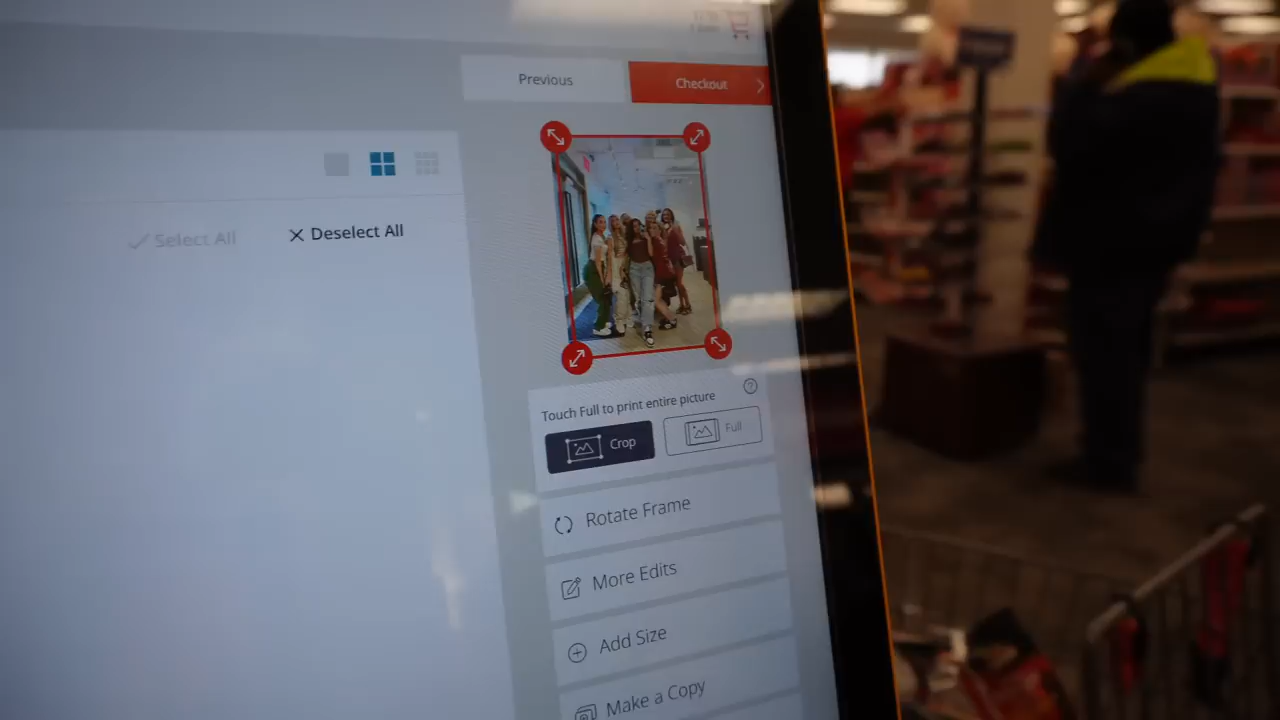 Previous
Checkout
Select All
Deselect All
Touch Full to print entire picture
Crop
Full
Rotate Frame
More Edits
Add Size
Make a Copy